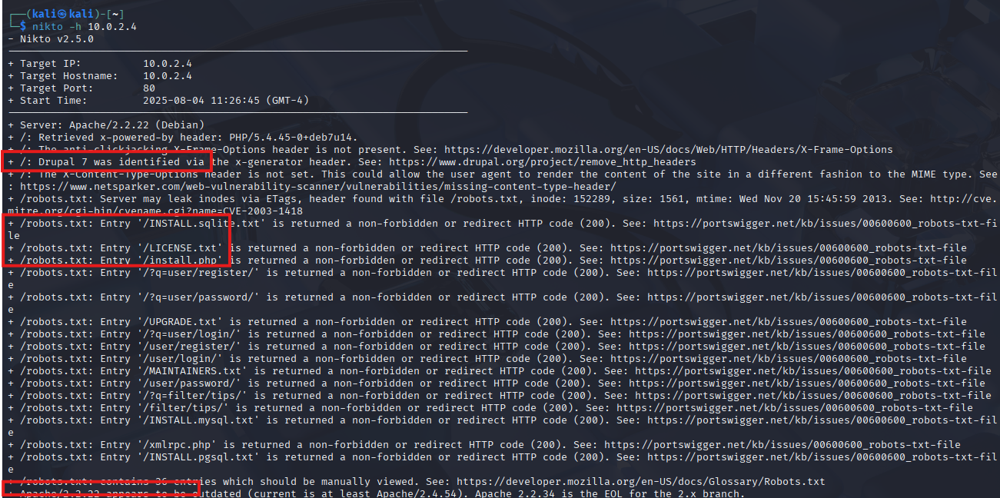 (kali㉿kali)-[~]
$ nikto -h 10.0.2.4
- Nikto v2.5.0
+ Target IP: 10.0.2.4
+ Target Hostname: 10.0.2.4
+ Target Port: 80
+ Start Time: 2025-08-04 11:26:45 (GMT-4)
+ Server: Apache/2.2.22 (Debian)
+ /: Retrieved x-powered-by header: PHP/5.4.45-0+deb7u14.
+ /: The anti-clickjacking X-Frame-Options header is not present. See: https://developer.mozilla.org/en-US/docs/Web/HTTP/Headers/X-Frame-Options
+ /: Drupal 7 was identified via the x-generator header. See: https://www.drupal.org/project/remove_http_headers
+ /: The X-Content-Type-Options header is not set. This could allow the user agent to render the content of the site in a different fashion to the MIME type. See
: https://www.netsparker.com/web-vulnerability-scanner/vulnerabilities/missing-content-type-header/
+ /robots.txt: Server may leak inodes via ETags, header found with file /robots.txt, inode: 152289, size: 1561, mtime: Wed Nov 20 15:45:59 2013. See: http://cve.
mitre.org/cgi-bin/cvename.cgi?name=CVE-2003-1418
+ /robots.txt: Entry '/INSTALL.sqlite.txt' is returned a non-forbidden or redirect HTTP code (200). See: https://portswigger.net/kb/issues/00600600_robots-txt-fi
le
+ /robots.txt: Entry '/LICENSE.txt' is returned a non-forbidden or redirect HTTP code (200). See: https://portswigger.net/kb/issues/00600600_robots-txt-file
+ /robots.txt: Entry '/install.php' is returned a non-forbidden or redirect HTTP code (200). See: https://portswigger.net/kb/issues/00600600_robots-txt-file
+ /robots.txt: Entry '/?q=user/register/' is returned a non-forbidden or redirect HTTP code (200). See: https://portswigger.net/kb/issues/00600600_robots-txt-fil
e
+ /robots.txt: Entry '/?q=user/password/' is returned a non-forbidden or redirect HTTP code (200). See: https://portswigger.net/kb/issues/00600600_robots-txt-fil
e
+ /robots.txt: Entry '/UPGRADE.txt' is returned a non-forbidden or redirect HTTP code (200). See: https://portswigger.net/kb/issues/00600600_robots-txt-file
+ /robots.txt: Entry '/?q=user/login/' is returned a non-forbidden or redirect HTTP code (200). See: https://portswigger.net/kb/issues/00600600_robots-txt-file
+ /robots.txt: Entry '/user/register/' is returned a non-forbidden or redirect HTTP code (200). See: https://portswigger.net/kb/issues/00600600_robots-txt-file
+ /robots.txt: Entry '/user/login/' is returned a non-forbidden or redirect HTTP code (200). See: https://portswigger.net/kb/issues/00600600_robots-txt-file
+ /robots.txt: Entry '/MAINTAINERS.txt' is returned a non-forbidden or redirect HTTP code (200). See: https://portswigger.net/kb/issues/00600600_robots-txt-file
+ /robots.txt: Entry '/user/password/' is returned a non-forbidden or redirect HTTP code (200). See: https://portswigger.net/kb/issues/00600600_robots-txt-file
+ /robots.txt: Entry '/?q=filter/tips/' is returned a non-forbidden or redirect HTTP code (200). See: https://portswigger.net/kb/issues/00600600_robots-txt-file
+ /robots.txt: Entry '/filter/tips/' is returned a non-forbidden or redirect HTTP code (200). See: https://portswigger.net/kb/issues/00600600_robots-txt-file
+ /robots.txt: Entry '/INSTALL.mysql.txt' is returned a non-forbidden or redirect HTTP code (200). See: https://portswigger.net/kb/issues/00600600_robots-txt-fil
e
+ /robots.txt: Entry '/xmlrpc.php' is returned a non-forbidden or redirect HTTP code (200). See: https://portswigger.net/kb/issues/00600600_robots-txt-file
+ /robots.txt: Entry '/INSTALL.pgsql.txt' is returned a non-forbidden or redirect HTTP code (200). See: https://portswigger.net/kb/issues/00600600_robots-txt-fil
e
+ /robots.txt: contains 36 entries which should be manually viewed. See: https://developer.mozilla.org/en-US/docs/Glossary/Robots.txt
+ Apache/2.2.22 appears to be outdated (current is at least Apache/2.4.54). Apache 2.2.34 is the EOL for the 2.x branch.